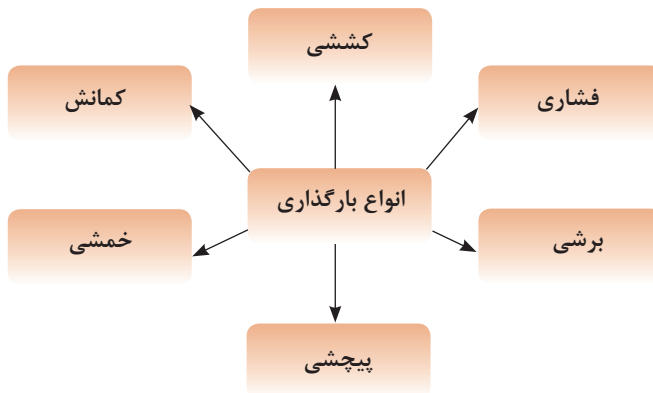 کششی
فشاری
کمانش
انواع بارگذاری
برشی
خمشی
پیچشی